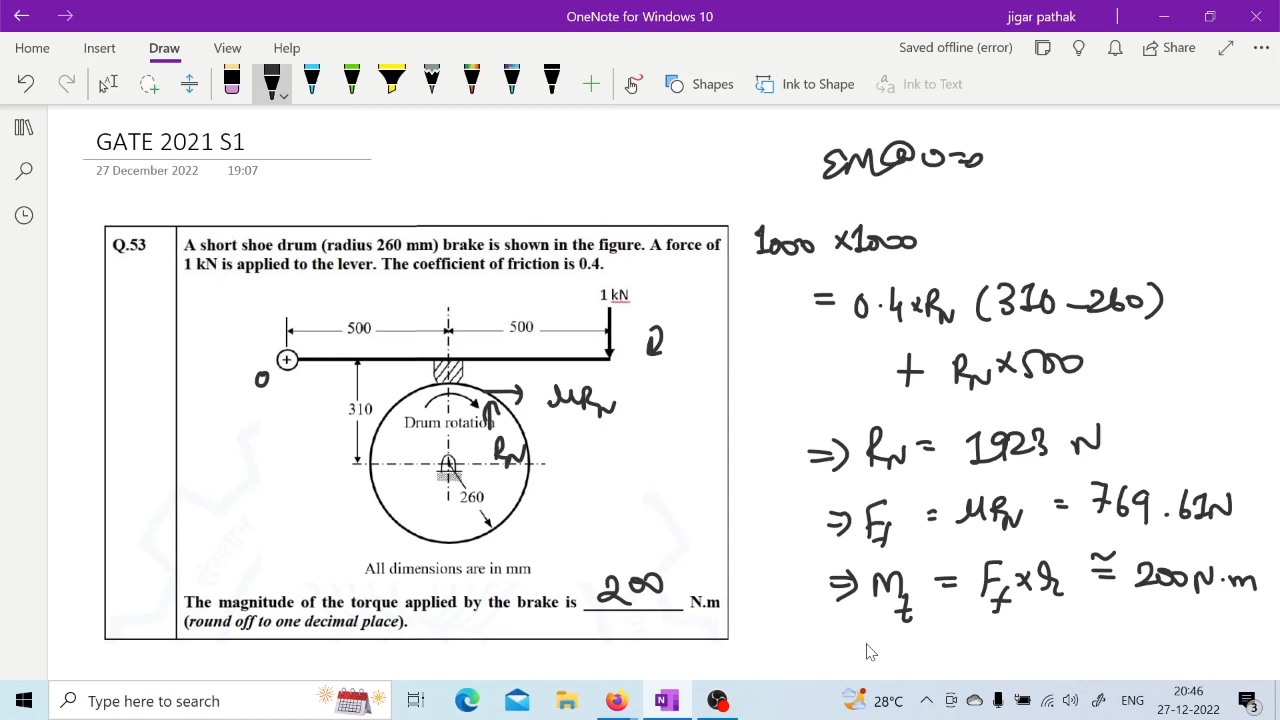 OneNote for Windows 10
jigar pathak
Home Insert Draw View Help
Saved offline (error)
Share
Shapes
Ink to Shape
Ink to Text
GATE 2021 S1
27 December 2022 19:07
Q.53
A short shoe drum (radius 260 mm) brake is shown in the figure. A force of
1 kN is applied to the lever. The coefficient of friction is 0.4.
1 kN
500
500
O
310
Drum rotation
μRN
RN
260
All dimensions are in mm
The magnitude of the torque applied by the brake is 200 N.m
(round off to one decimal place).
ΣM@O=0
1000 ×1000
= 0.4×RN (310-260)
+ RN×500
⇒ RN = 1923 N
⇒ Ff = μRN = 769.61N
⇒ Mt = Ff×r ≅ 200N.m
Type here to search
28°C
ENG
20:46
27-12-2022
3